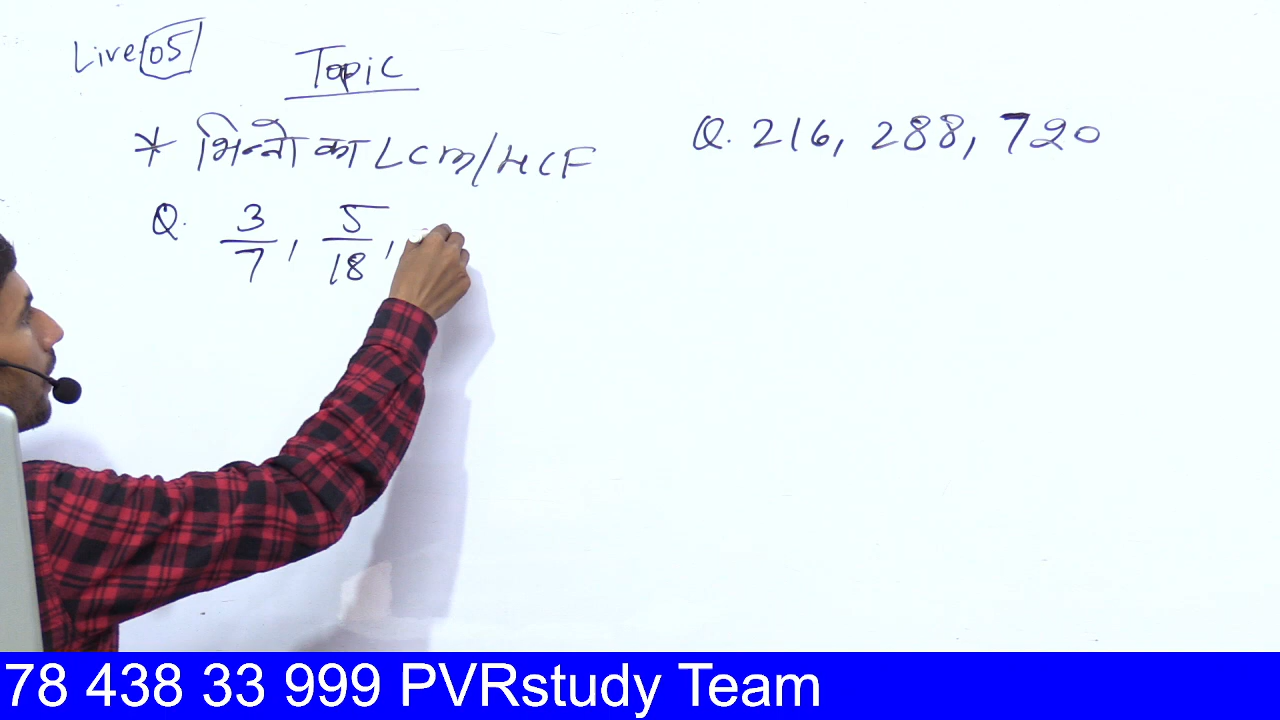 Live 05
Topic
* भिन्नो का LCM/HCF
Q. 3/7, 5/18,
Q. 216, 288, 720
78 438 33 999 PVRstudy Team